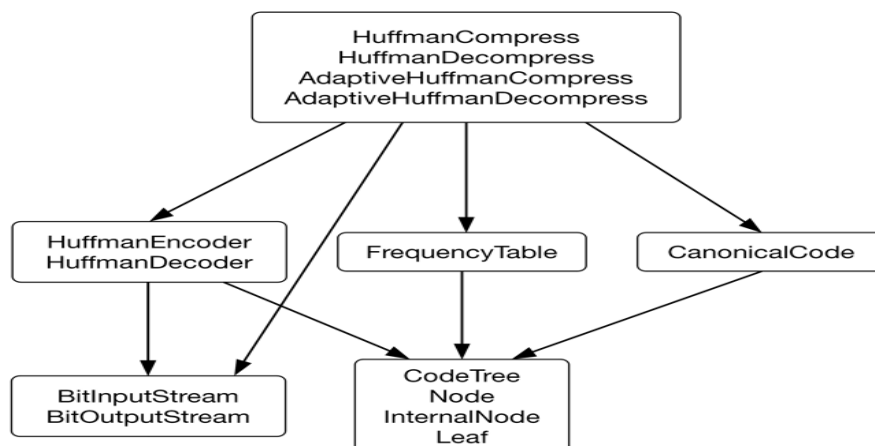 HuffmanCompress
HuffmanDecompress
AdaptiveHuffmanCompress
AdaptiveHuffmanDecompress
HuffmanEncoder
HuffmanDecoder
FrequencyTable
CanonicalCode
BitInputStream
BitOutputStream
CodeTree
Node
InternalNode
Leaf